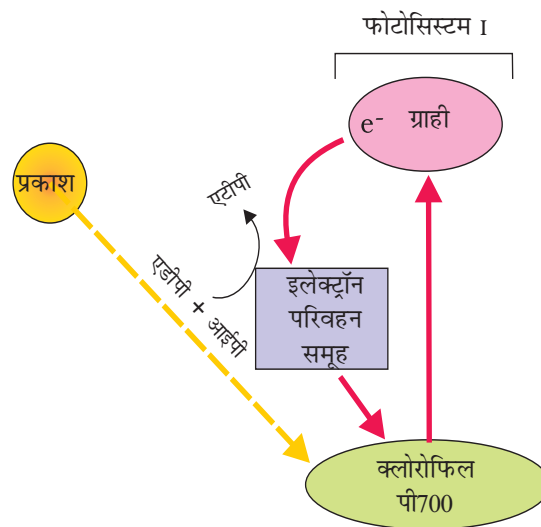 फोटोसिस्टम I
e- ग्राही
प्रकाश
एटीपी
एडीपी + आईपी
इलेक्ट्रॉन
परिवहन
समूह
क्लोरोफिल
पी700